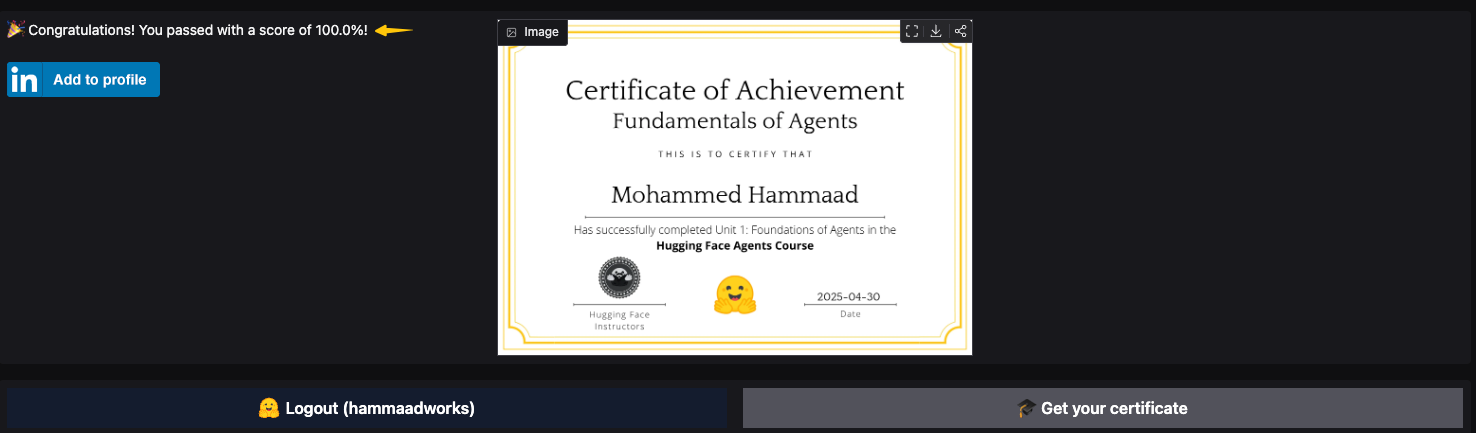 🎉 Congratulations! You passed with a score of 100.0%!
in Add to profile
Image
Certificate of Achievement
Fundamentals of Agents
THIS IS TO CERTIFY THAT
Mohammed Hammaad
Has successfully completed Unit 1: Foundations of Agents in the
Hugging Face Agents Course
2025-04-30
Hugging Face
Instructors
Date
🤗 Logout (hammaadworks)
🎓 Get your certificate